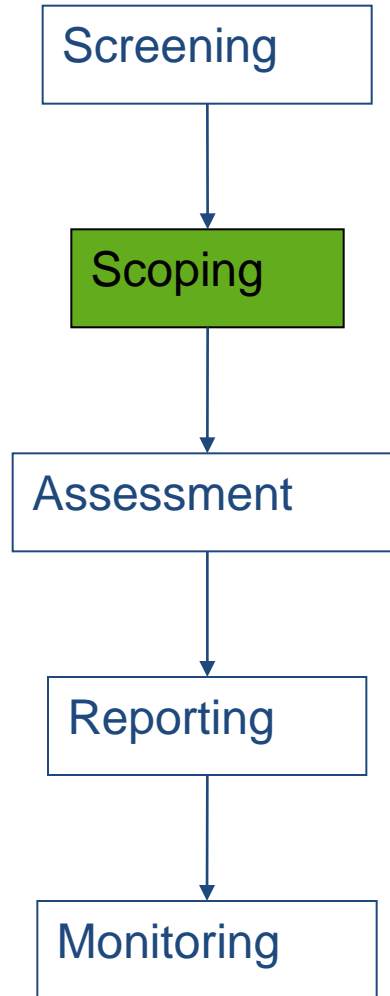 Screening
Scoping
Assessment
Reporting
Monitoring